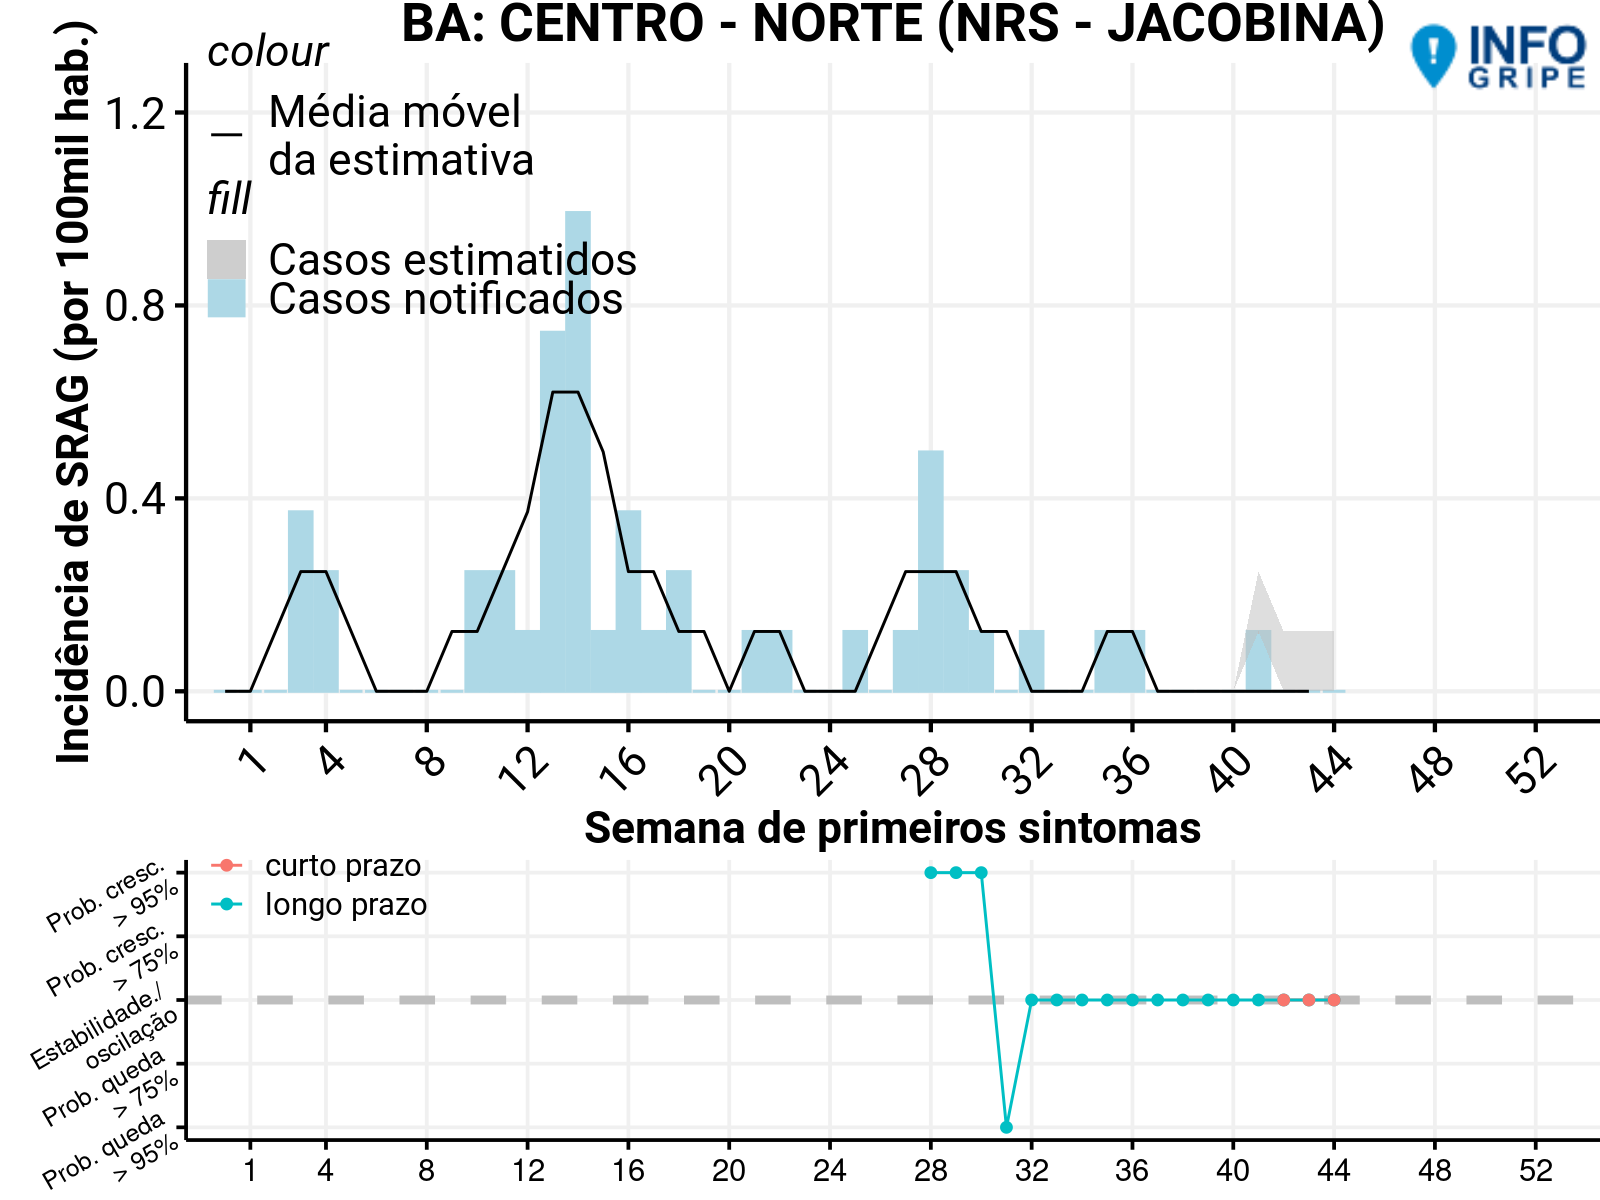 BA: CENTRO - NORTE (NRS - JACOBINA)
INFO
GRIPE
Incidência de SRAG (por 100mil hab.)
colour
Média móvel
da estimativa
fill
Casos estimatidos
Casos notificados
1.2
0.8
0.4
0.0
1 4 8 12 16 20 24 28 32 36 40 44 48 52
Semana de primeiros sintomas
curto prazo
longo prazo
Prob. cresc.
> 95%
Prob. cresc.
> 75%
Estabilidade./
oscilação
Prob. queda
> 75%
Prob. queda
> 95%
1 4 8 12 16 20 24 28 32 36 40 44 48 52